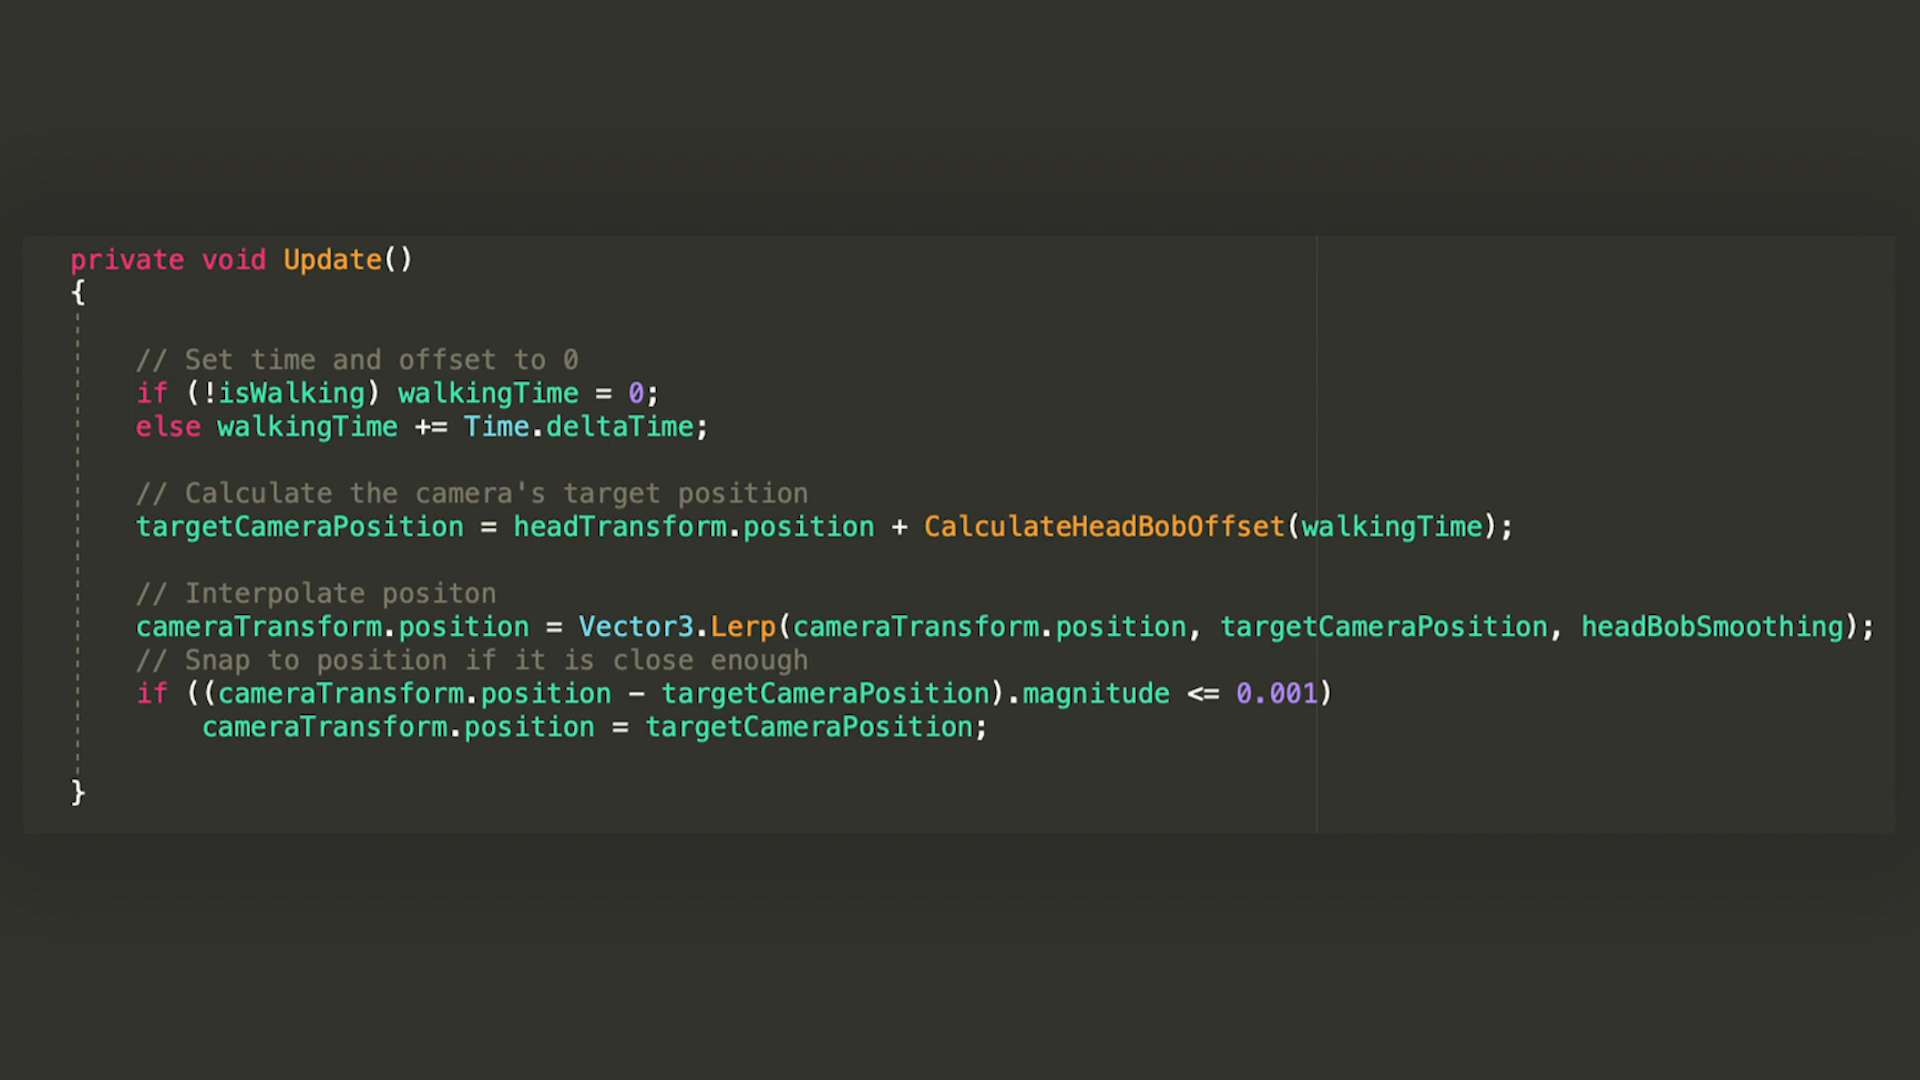 private void Update()
{
// Set time and offset to 0
if (!isWalking) walkingTime = 0;
else walkingTime += Time.deltaTime;
// Calculate the camera's target position
targetCameraPosition = headTransform.position + CalculateHeadBobOffset(walkingTime);
// Interpolate positon
cameraTransform.position = Vector3.Lerp(cameraTransform.position, targetCameraPosition, headBobSmoothing);
// Snap to position if it is close enough
if ((cameraTransform.position - targetCameraPosition).magnitude <= 0.001)
cameraTransform.position = targetCameraPosition;
}